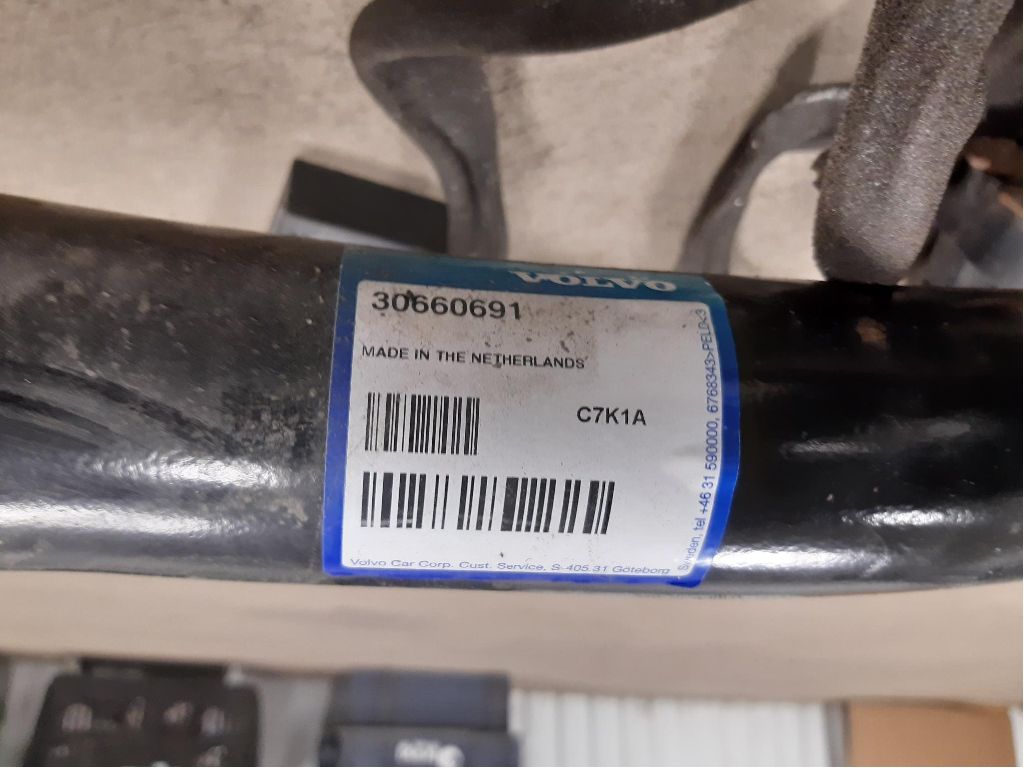 VOLVO
30660691
MADE IN THE NETHERLANDS
C7K1A
Volvo Car Corp. Cust. Service, S-405.31 Göteborg
Sweden, tel +46 31 590000, 6768343>PELD<3